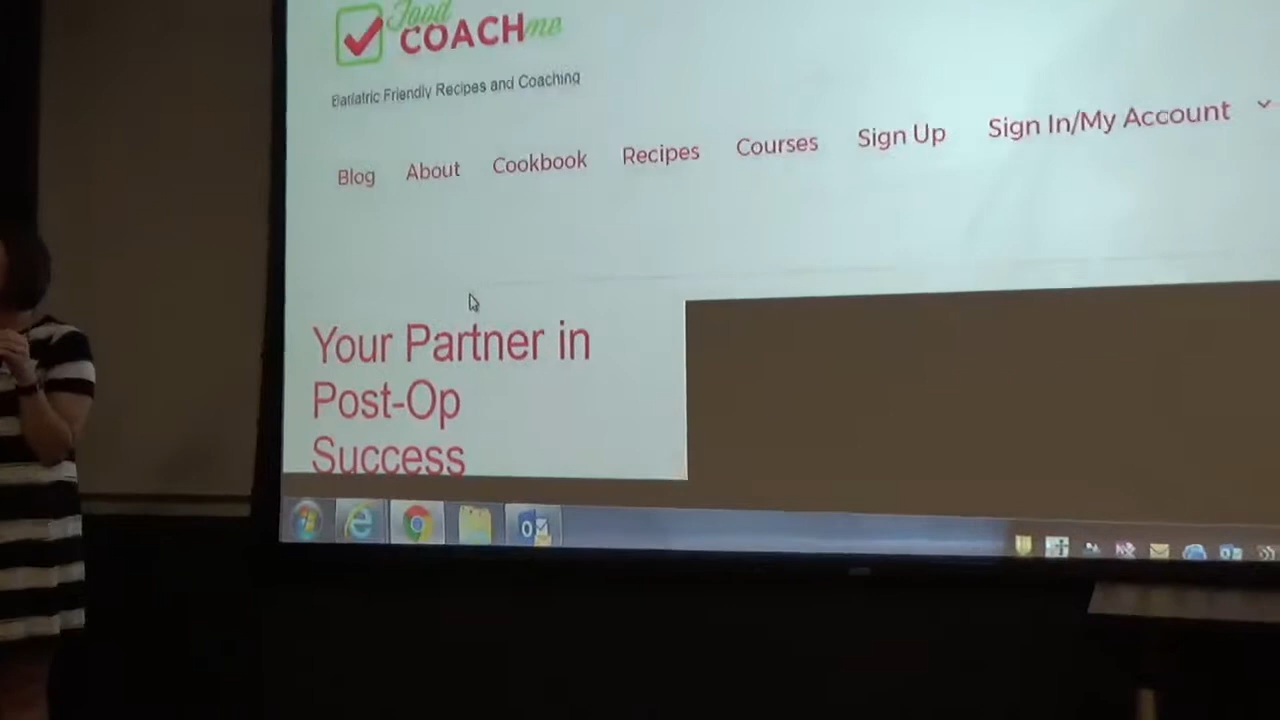 Food
COACHme
Bariatric Friendly Recipes and Coaching
Blog About Cookbook Recipes Courses Sign Up Sign In/My Account
Your Partner in
Post-Op
Success